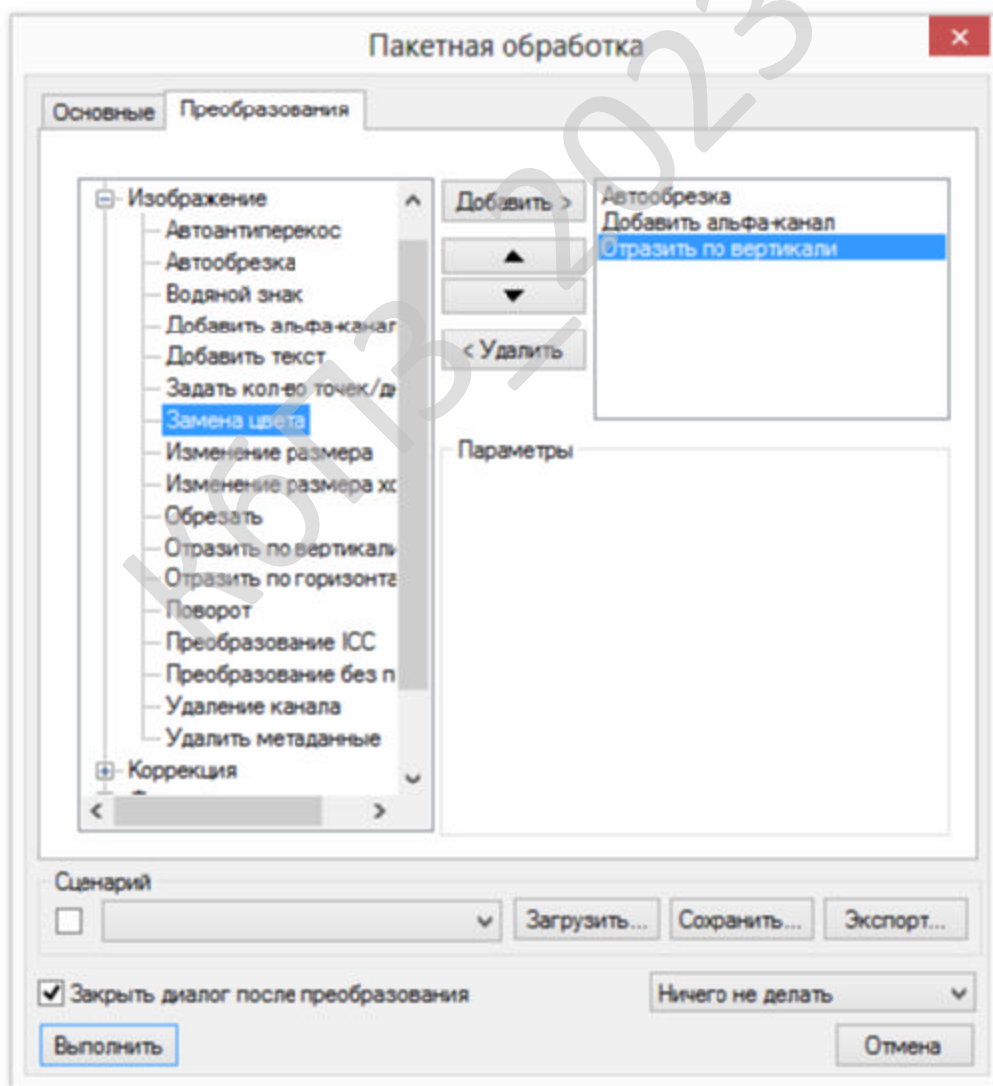 Пакетная обработка
Основные Преобразования
Изображение
Автоантиперекос
Автообрезка
Водяной знак
Добавить альфа-канал
Добавить текст
Задать кол-во точек/д
Замена цвета
Изменение размера
Изменение размера хо
Обрезать
Отразить по вертикали
Отразить по горизонта
Поворот
Преобразование ICC
Преобразование без п
Удаление канала
Удалить метаданные
Коррекция
Добавить >
< Удалить
Автообрезка
Добавить альфа-канал
Отразить по вертикали
Параметры
Сценарий
Загрузить... Сохранить... Экспорт...
Закрыть диалог после преобразования Ничего не делать
Выполнить Отмена
КБПЗ_2023